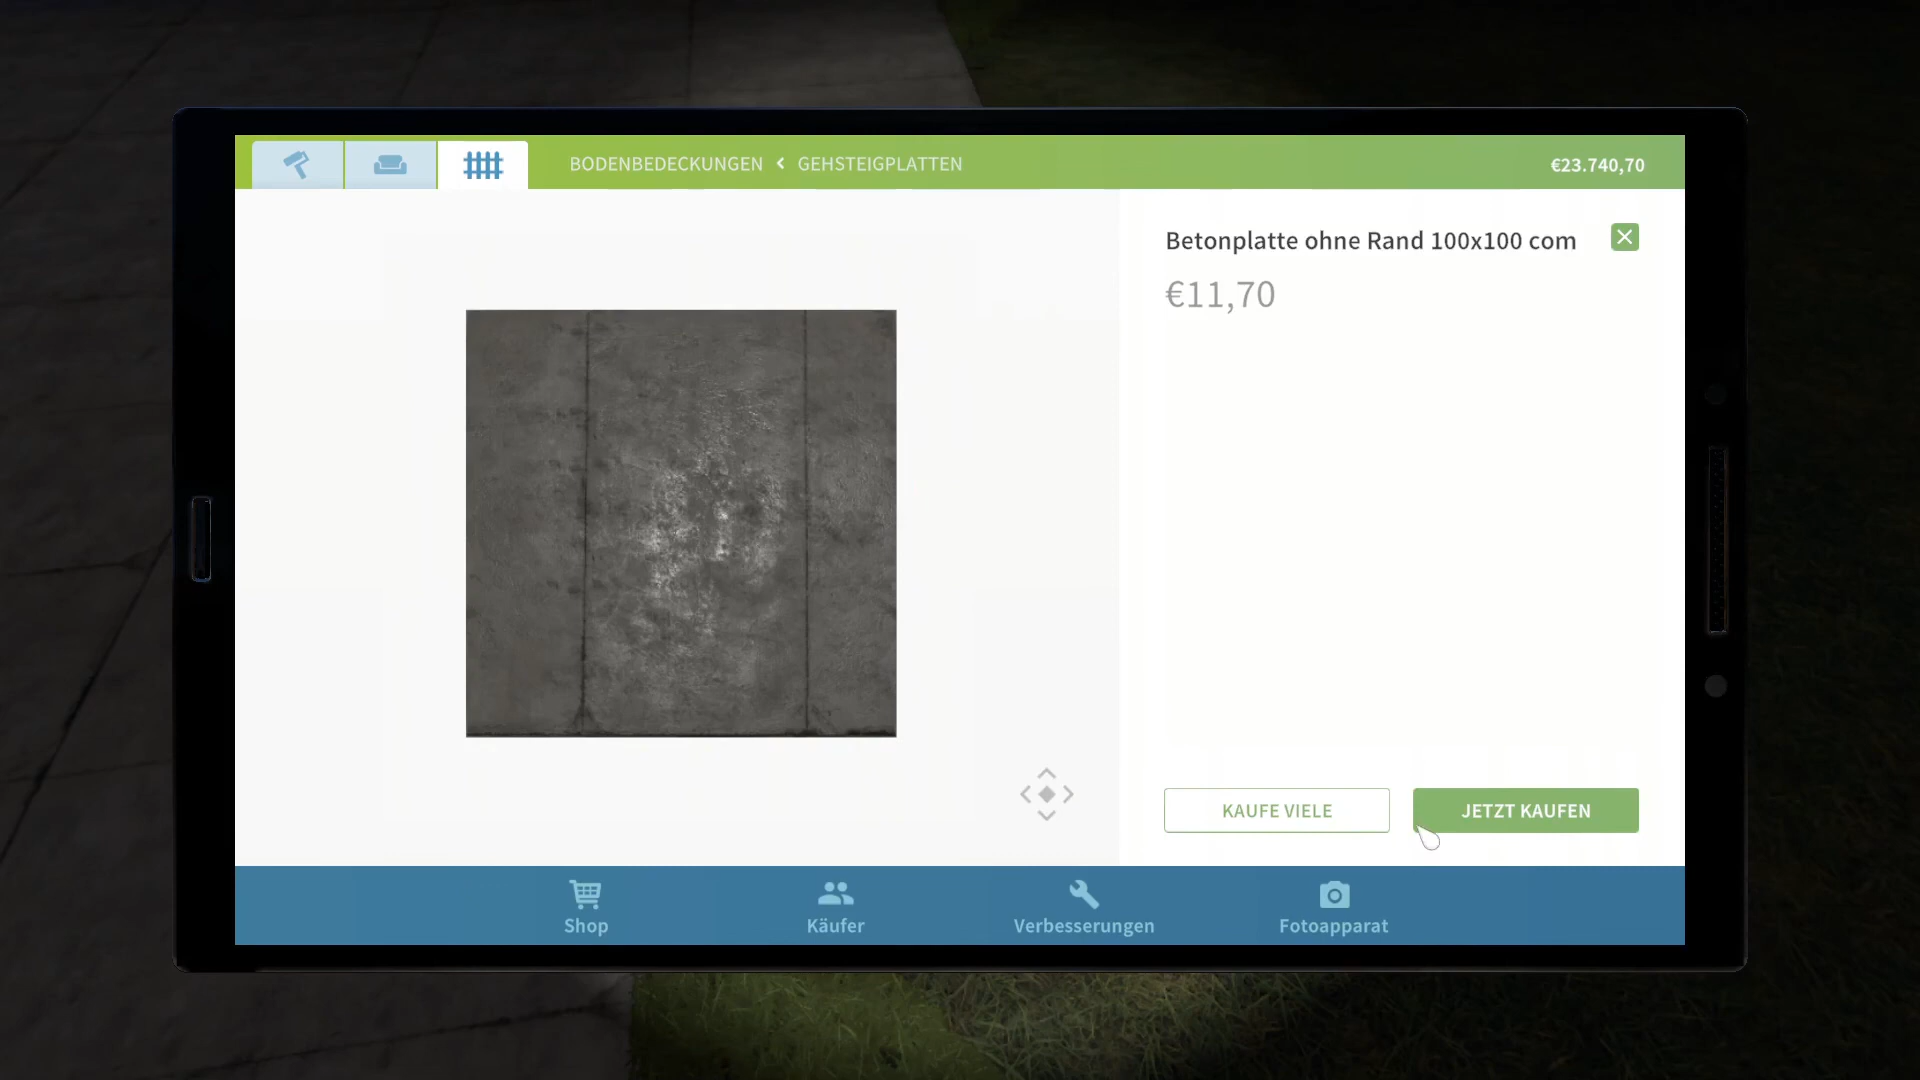 BODENBEDECKUNGEN < GEHSTEIGPLATTEN
€23.740,70
Betonplatte ohne Rand 100x100 com
€11,70
KAUFE VIELE
JETZT KAUFEN
Shop
Käufer
Verbesserungen
Fotoapparat